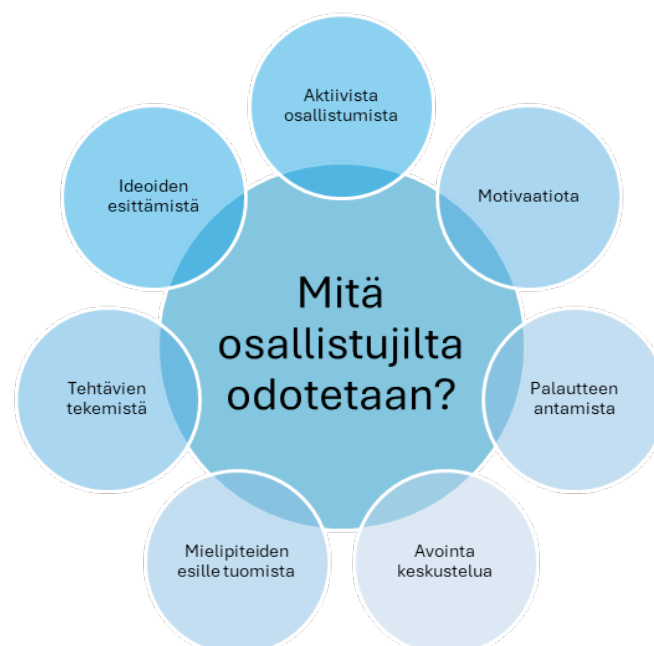 Mitä
osallistujilta
odotetaan?
Aktiivista
osallistumista
Motivaatiota
Palautteen
antamista
Avointa
keskustelua
Mielipiteiden
esille tuomista
Tehtävien
tekemistä
Ideoiden
esittämistä